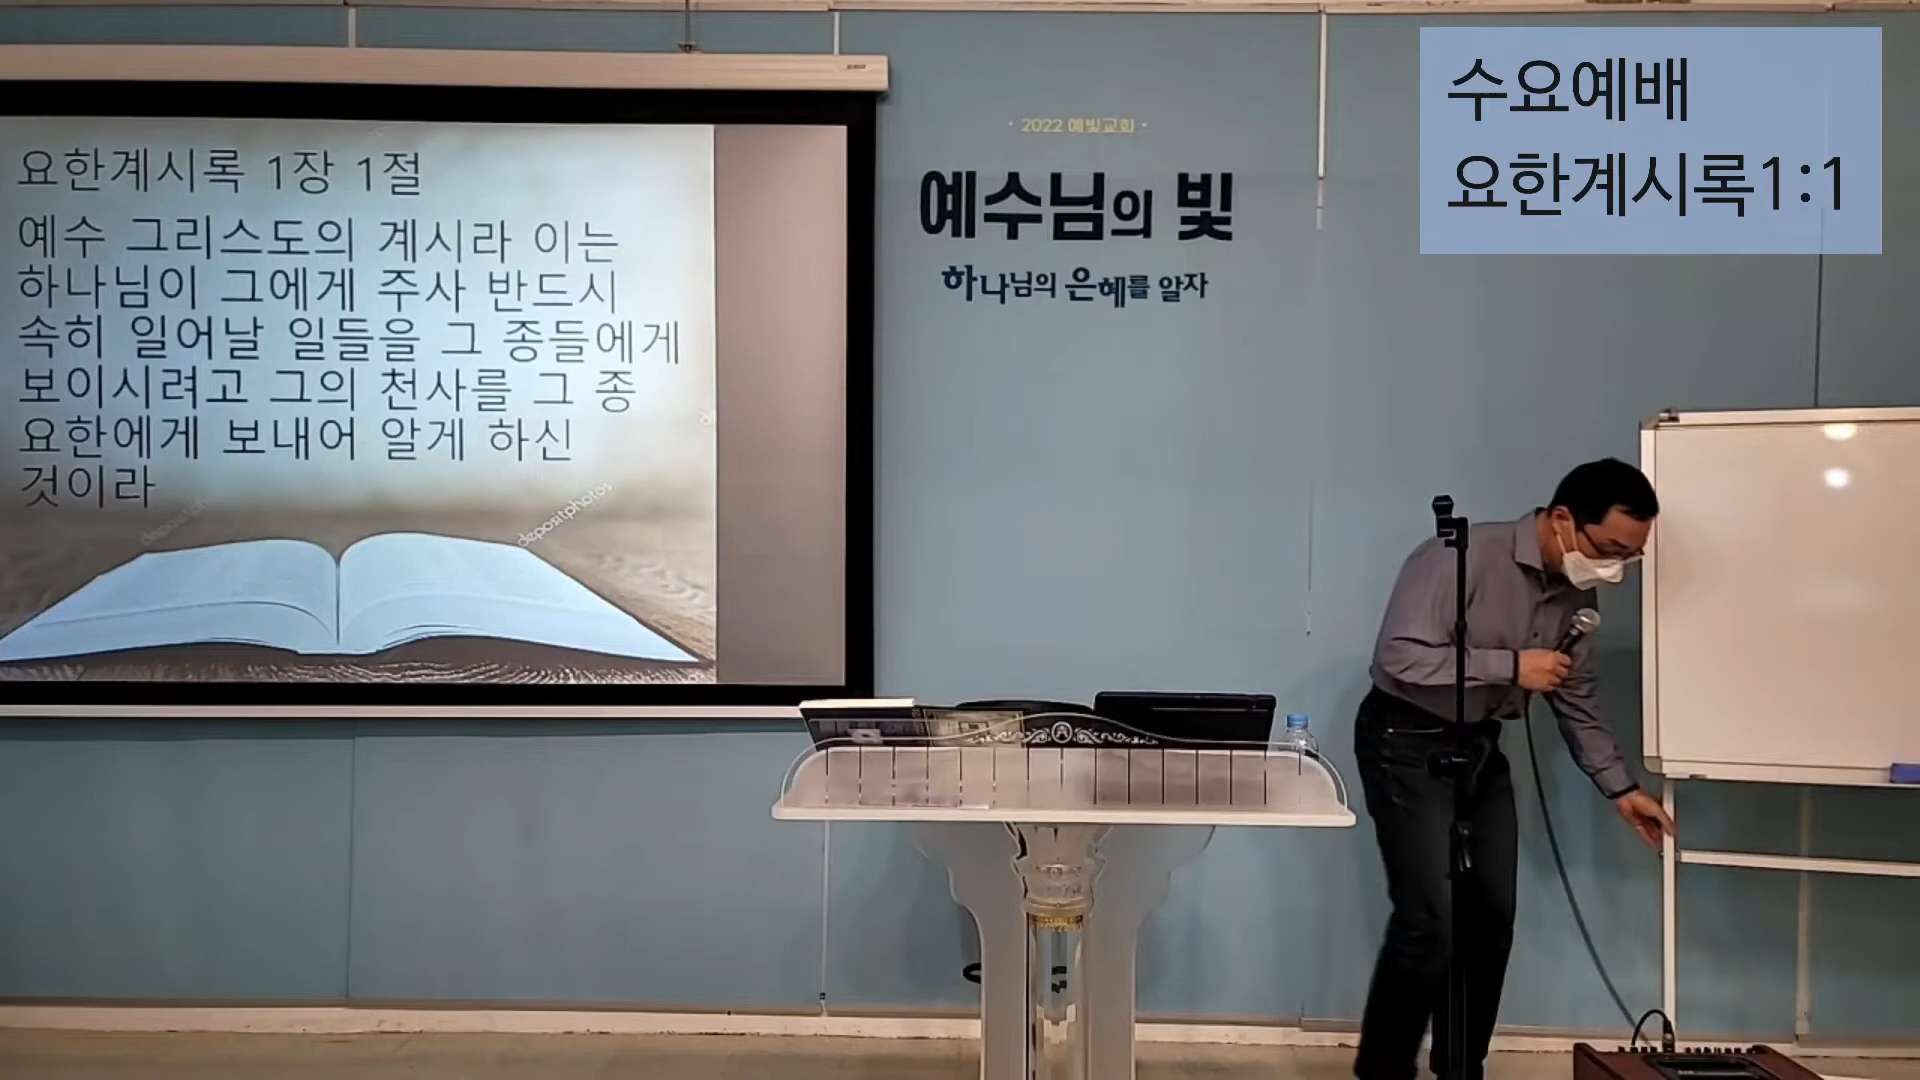 요한계시록 1장 1절
예수 그리스도의 계시라 이는
하나님이 그에게 주사 반드시
속히 일어날 일들을 그 종들에게
보이시려고 그의 천사를 그 종
요한에게 보내어 알게 하신
것이라
depositphotos
· 2022 예빛교회 ·
예수님의 빛
하나님의 은혜를 알자
수요예배
요한계시록1:1